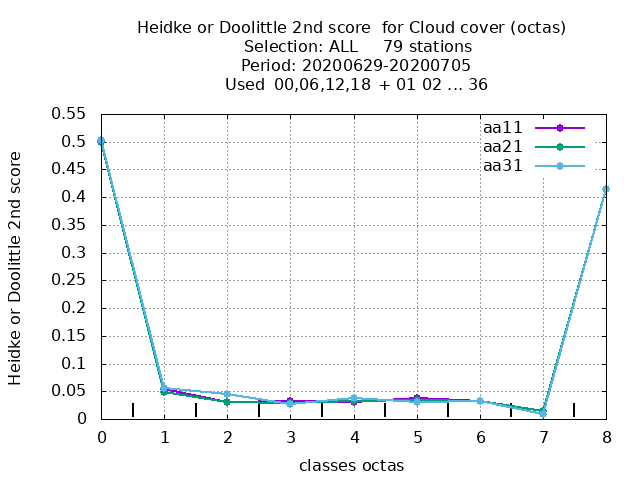 Heidke or Doolittle 2nd score  for Cloud cover (octas)
Selection: ALL     79 stations
Period: 20200629-20200705
Used  00,06,12,18 + 01 02 ... 36
Heidke or Doolittle 2nd score
0.55
0.5
0.45
0.4
0.35
0.3
0.25
0.2
0.15
0.1
0.05
0
aa11
aa21
aa31
0 1 2 3 4 5 6 7 8
classes octas